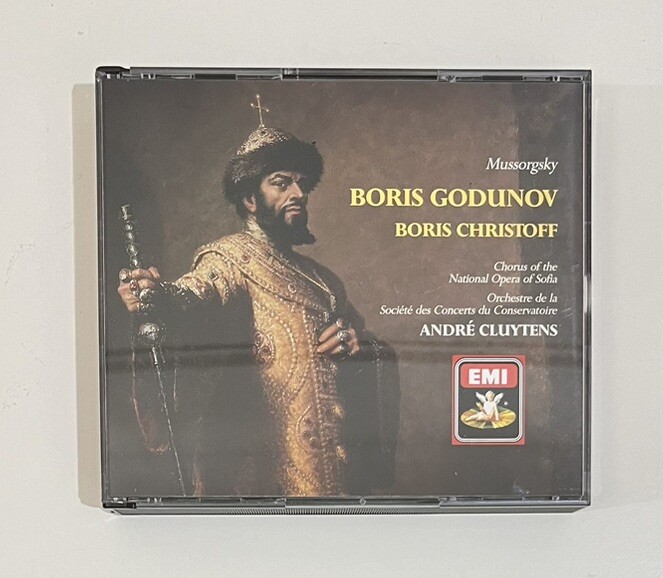 Mussorgsky
BORIS GODUNOV
BORIS CHRISTOFF
Chorus of the
National Opera of Sofia
Orchestre de la
Société des Concerts du Conservatoire
ANDRÉ CLUYTENS
EMI